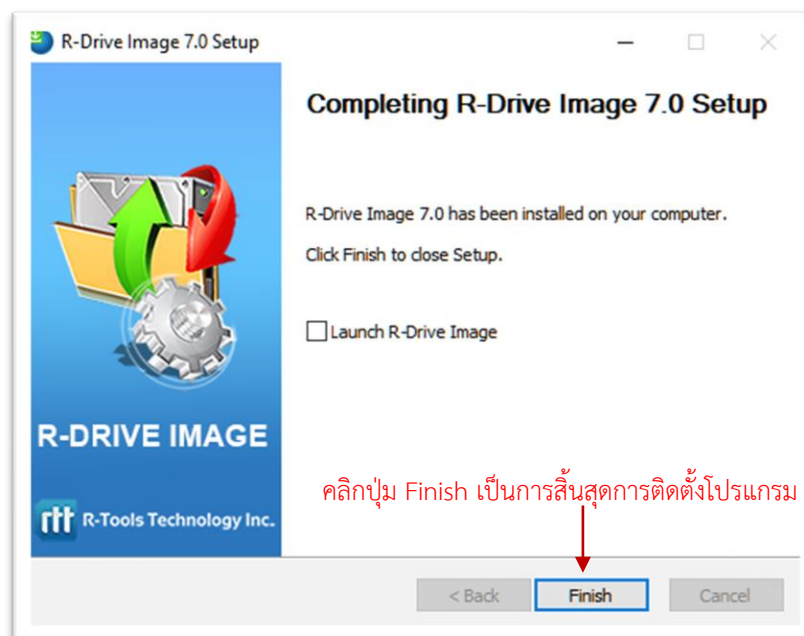 R-Drive Image 7.0 Setup
Completing R-Drive Image 7.0 Setup
R-Drive Image 7.0 has been installed on your computer.
Click Finish to close Setup.
Launch R-Drive Image
R-DRIVE IMAGE
คลิกปุ่ม Finish เป็นการสิ้นสุดการติดตั้งโปรแกรม
rtt R-Tools Technology Inc.
< Back Finish Cancel